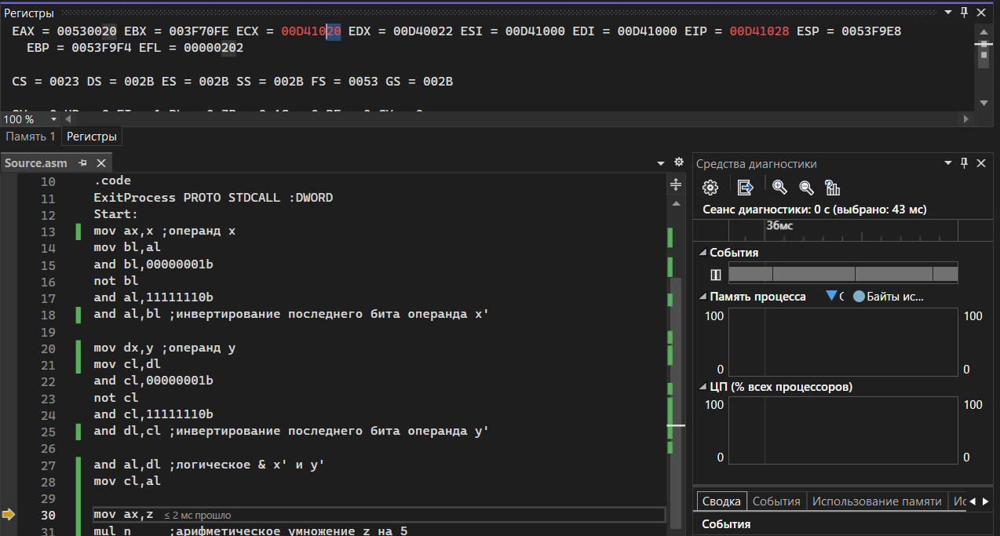 Регистры
EAX = 00530020 EBX = 003F70FE ECX = 00D41020 EDX = 00D40022 ESI = 00D41000 EDI = 00D41000 EIP = 00D41028 ESP = 0053F9E8
EBP = 0053F9F4 EFL = 00000202
CS = 0023 DS = 002B ES = 002B SS = 002B FS = 0053 GS = 002B
100 %
Память 1 Регистры
Source.asm
10 .code
11 ExitProcess PROTO STDCALL :DWORD
12 Start:
13 mov ax,x ;операнд x
14 mov bl,al
15 and bl,00000001b
16 not bl
17 and al,11111110b
18 and al,bl ;инвертирование последнего бита операнда x'
19
20 mov dx,y ;операнд y
21 mov cl,dl
22 and cl,00000001b
23 not cl
24 and cl,11111110b
25 and dl,cl ;инвертирование последнего бита операнда y'
26
27 and al,dl ;логическое & x' и y'
28 mov cl,al
29
30 mov ax,z ≤ 2 мс прошло
31 mul n ;арифметическое умножение z на 5
Средства диагностики
Сеанс диагностики: 0 с (выбрано: 43 мс)
36мс
События
Память процесса С Байты ис...
100 100
0 0
ЦП (% всех процессоров)
100 100
0 0
Сводка События Использование памяти Ис
События